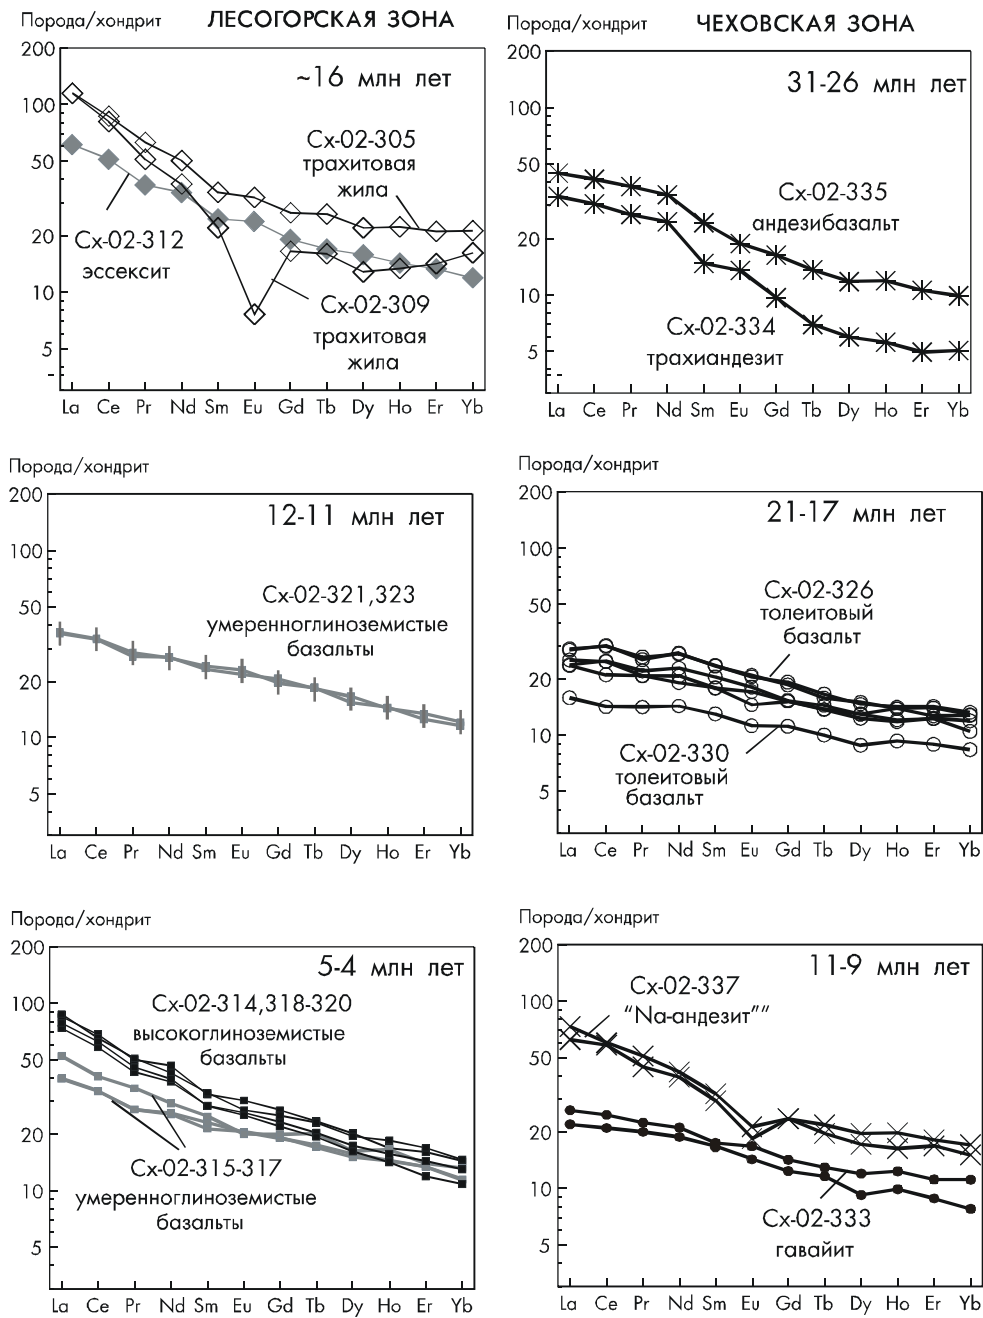 Порода/хондрит
ЛЕСОГОРСКАЯ ЗОНА
200
100
50
20
10
5
~16 млн лет
Сх-02-305
трахитовая
жила
Сх-02-312
эссексит
Сх-02-309
трахитовая
жила
La Ce Pr Nd Sm Eu Gd Tb Dy Ho Er Yb
Порода/хондрит
ЧЕХОВСКАЯ ЗОНА
200
100
50
20
10
5
31-26 млн лет
Сх-02-335
андезибазальт
Сх-02-334
трахиандезит
La Ce Pr Nd Sm Eu Gd Tb Dy Ho Er Yb
Порода/хондрит
200
100
50
20
10
5
12-11 млн лет
Сх-02-321,323
умеренноглиноземистые
базальты
La Ce Pr Nd Sm Eu Gd Tb Dy Ho Er Yb
Порода/хондрит
200
100
50
20
10
5
21-17 млн лет
Сх-02-326
толеитовый
базальт
Сх-02-330
толеитовый
базальт
La Ce Pr Nd Sm Eu Gd Tb Dy Ho Er Yb
Порода/хондрит
200
100
50
20
10
5
5-4 млн лет
Сх-02-314,318-320
высокоглиноземистые
базальты
Сх-02-315-317
умеренноглиноземистые
базальты
La Ce Pr Nd Sm Eu Gd Tb Dy Ho Er Yb
Порода/хондрит
200
100
50
20
10
5
11-9 млн лет
Сх-02-337
“Na-андезит””
Сх-02-333
гавайит
La Ce Pr Nd Sm Eu Gd Tb Dy Ho Er Yb